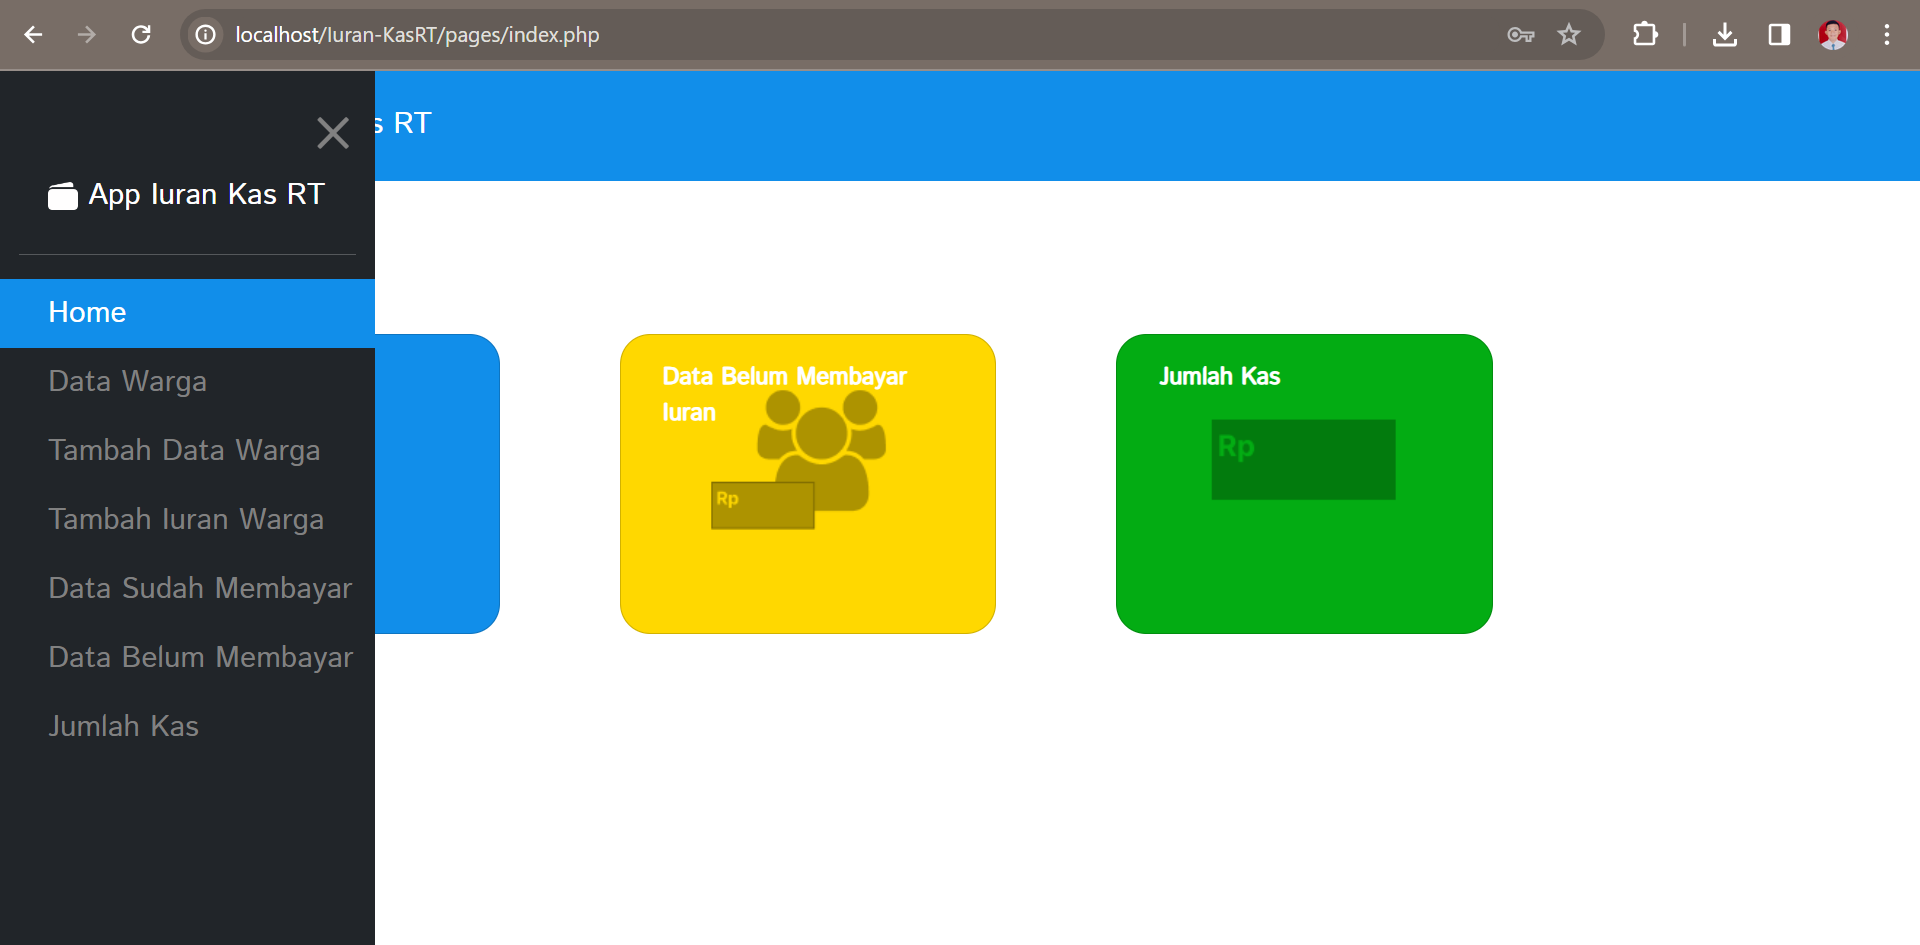 localhost/Iuran-KasRT/pages/index.php
s RT
App Iuran Kas RT
Home
Data Warga
Tambah Data Warga
Tambah Iuran Warga
Data Sudah Membayar
Data Belum Membayar
Jumlah Kas
Data Belum Membayar
Iuran
Rp
Jumlah Kas
Rp